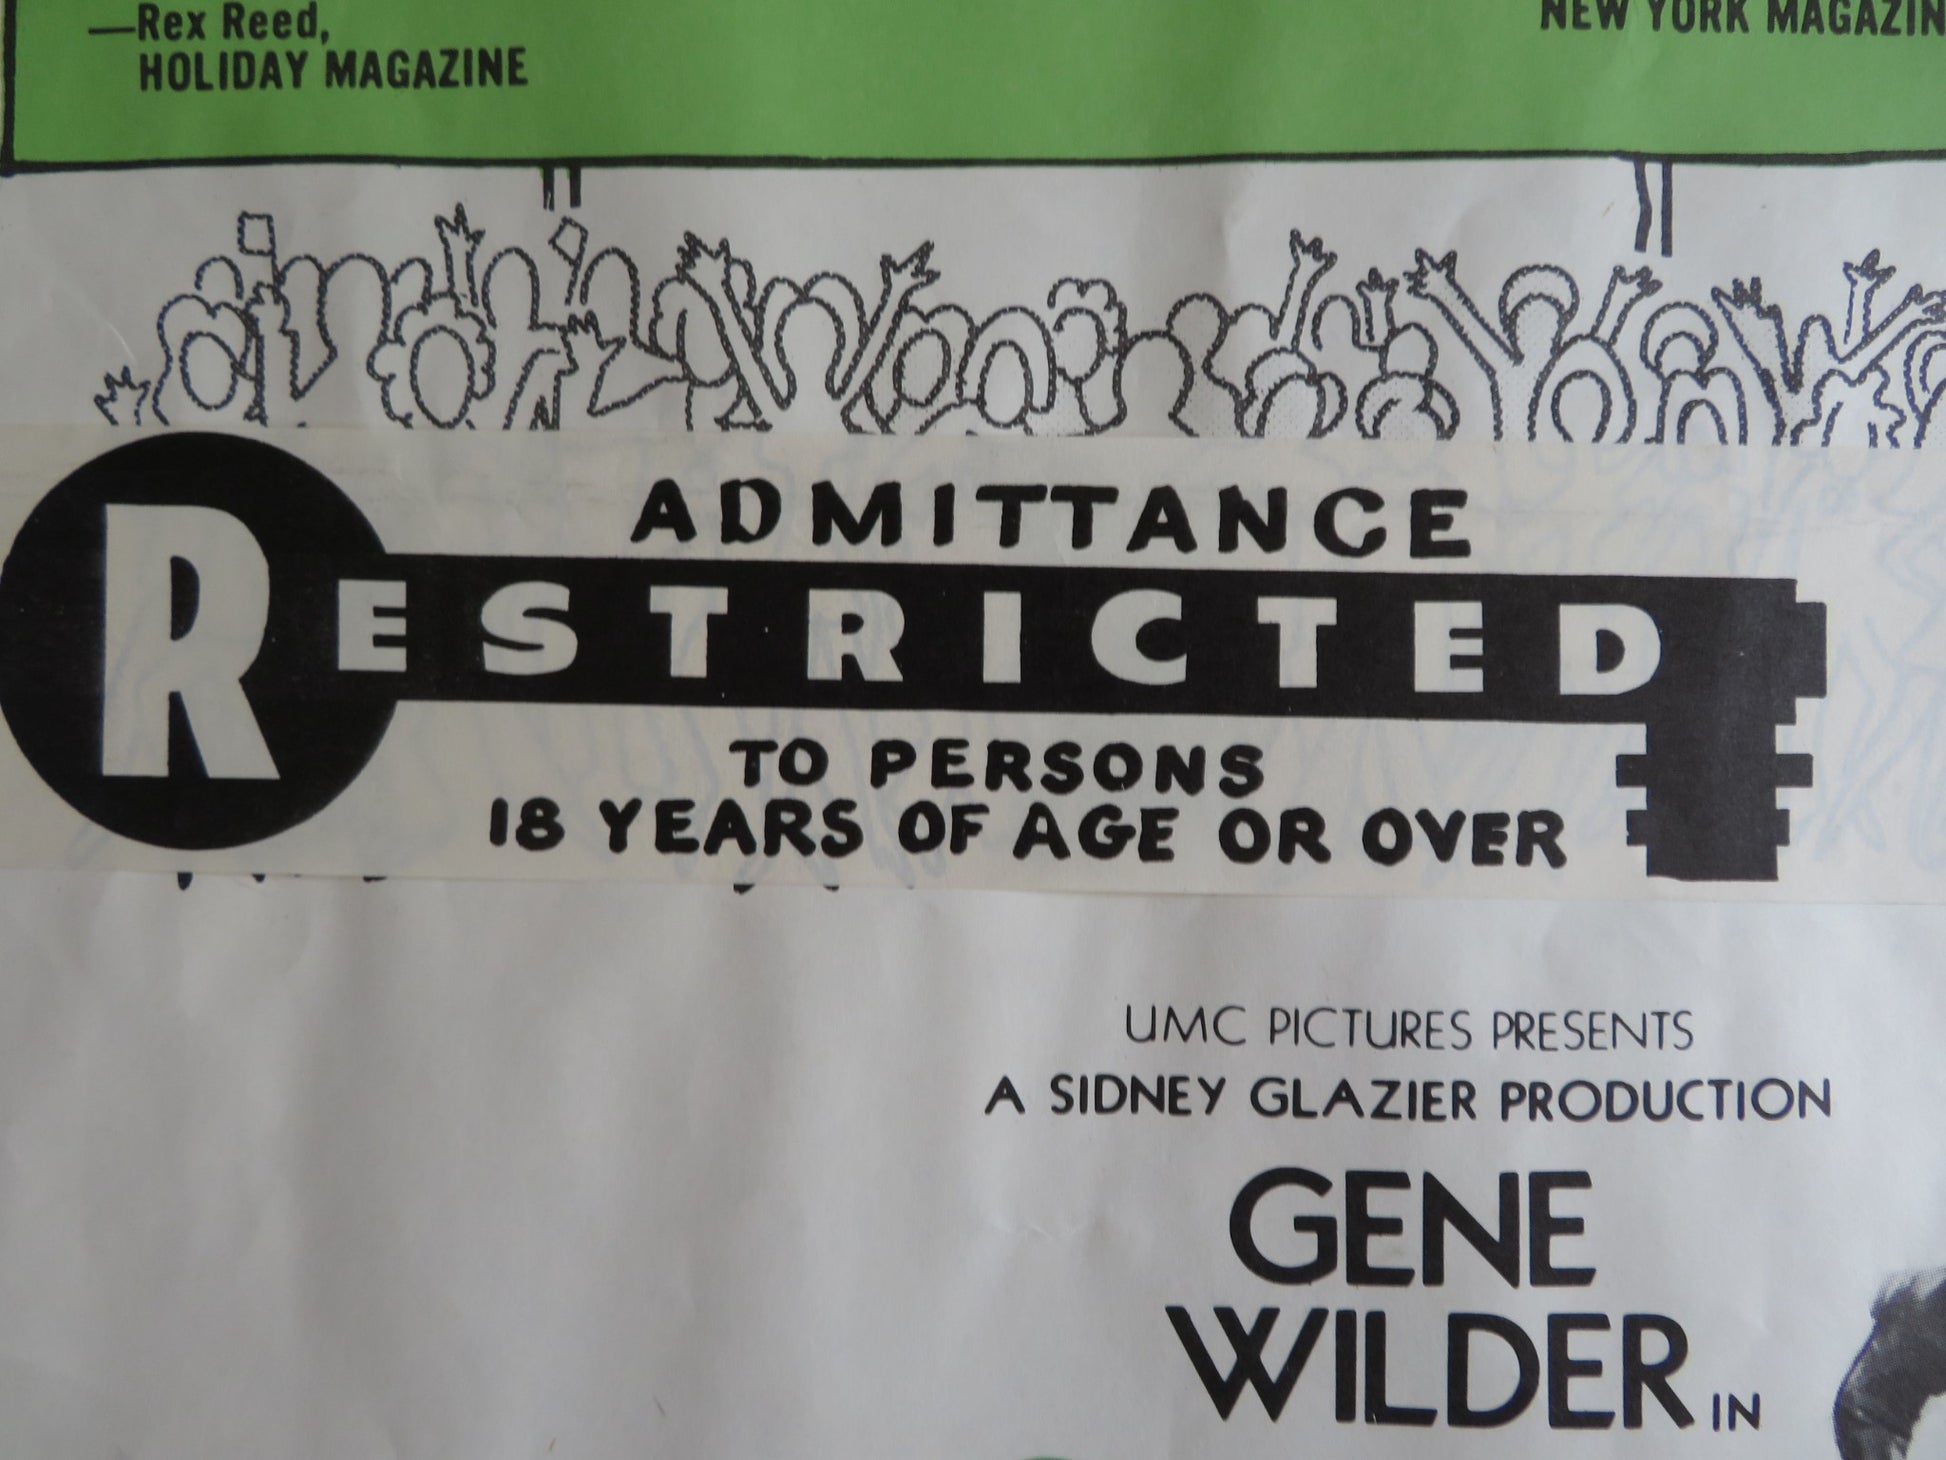 —Rex Reed,
HOLIDAY MAGAZINE
NEW YORK MAGAZIN
ADMITTANCE
RESTRICTED
TO PERSONS
18 YEARS OF AGE OR OVER
UMC PICTURES PRESENTS
A SIDNEY GLAZIER PRODUCTION
GENE
WILDER IN